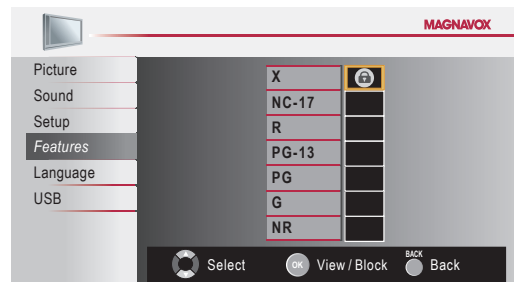 MAGNAVOX
Picture
Sound
Setup
Features
Language
USB
X
NC-17
R
PG-13
PG
G
NR
Select
OK
View / Block
BACK
Back